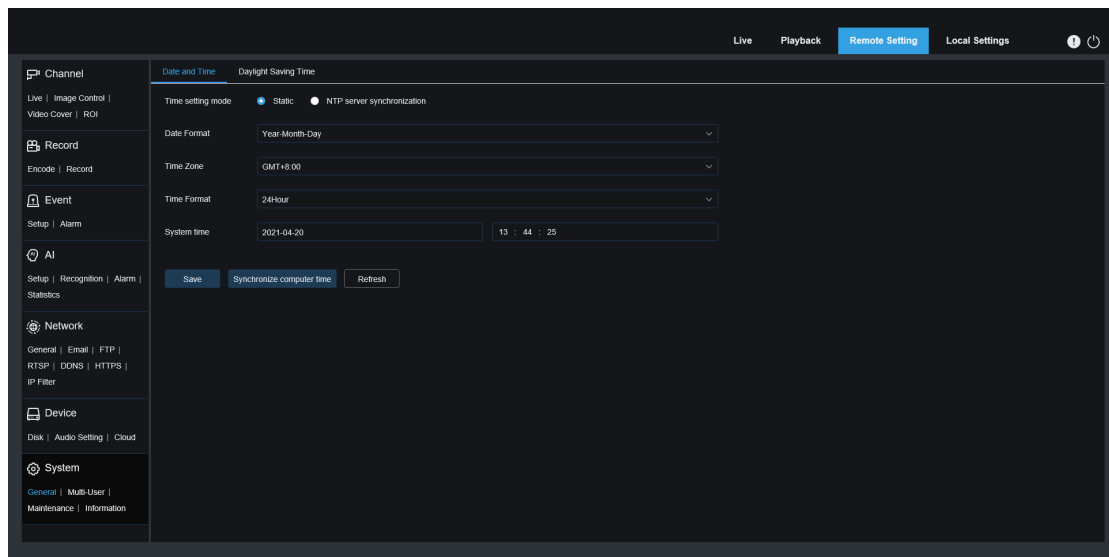 Live Playback Remote Setting Local Settings
Channel
Live | Image Control |
Video Cover | ROI
Record
Encode | Record
Event
Setup | Alarm
AI
Setup | Recognition | Alarm |
Statistics
Network
General | Email | FTP |
RTSP | DDNS | HTTPS |
IP Filter
Device
Disk | Audio Setting | Cloud
System
General | Multi-User |
Maintenance | Information
Date and Time Daylight Saving Time
Time setting mode Static NTP server synchronization
Date Format Year-Month-Day
Time Zone GMT+8:00
Time Format 24Hour
System time 2021-04-20 13 : 44 : 25
Save Synchronize computer time Refresh